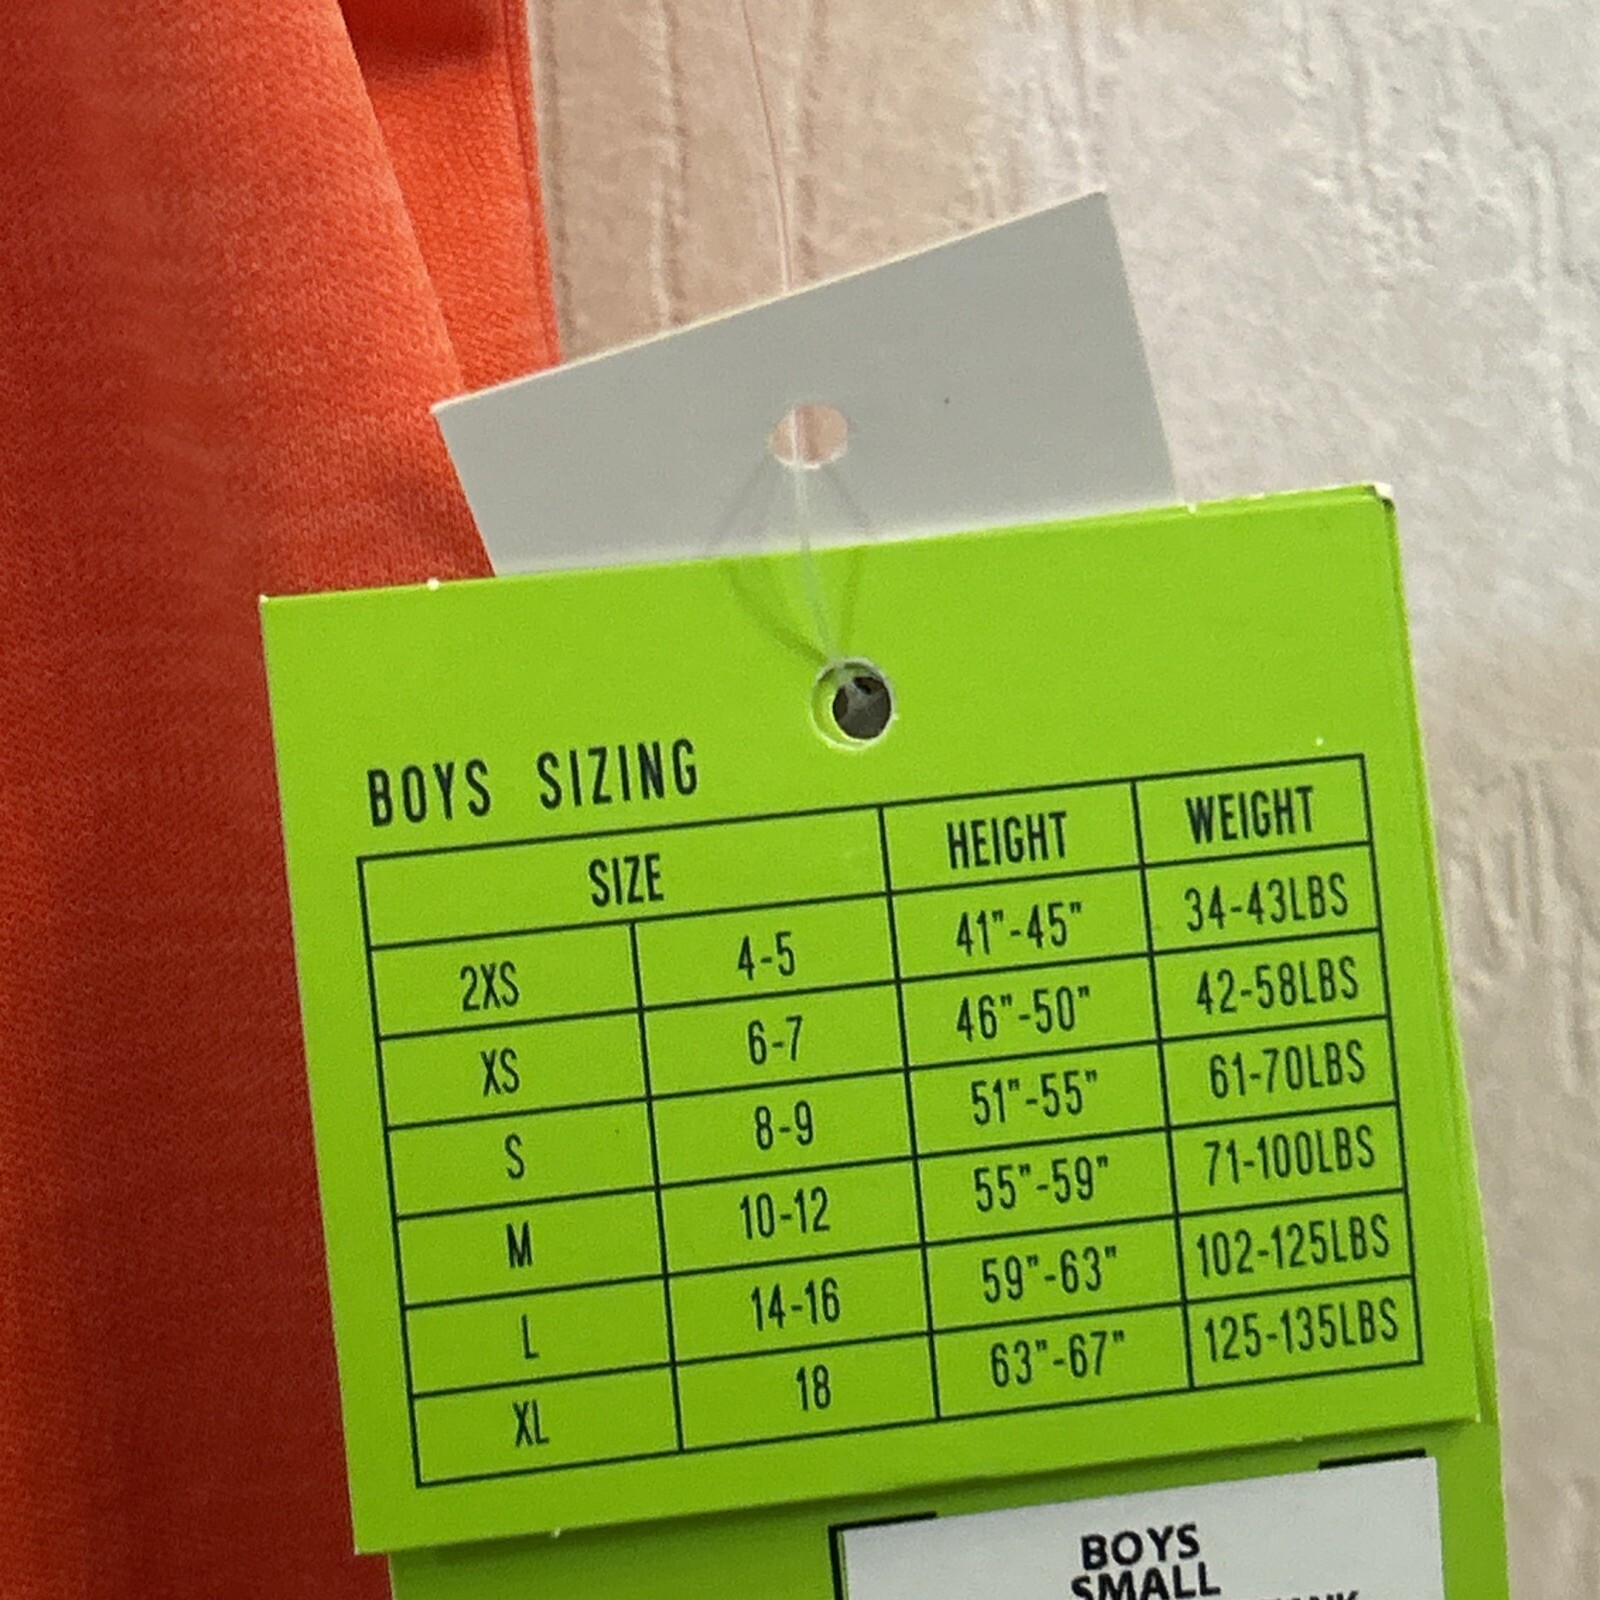 BOYS SIZING
SIZE HEIGHT WEIGHT
2XS 4-5 41"-45" 34-43LBS
XS 6-7 46"-50" 42-58LBS
S 8-9 51"-55" 61-70LBS
M 10-12 55"-59" 71-100LBS
L 14-16 59"-63" 102-125LBS
XL 18 63"-67" 125-135LBS
BOYS
SMALL